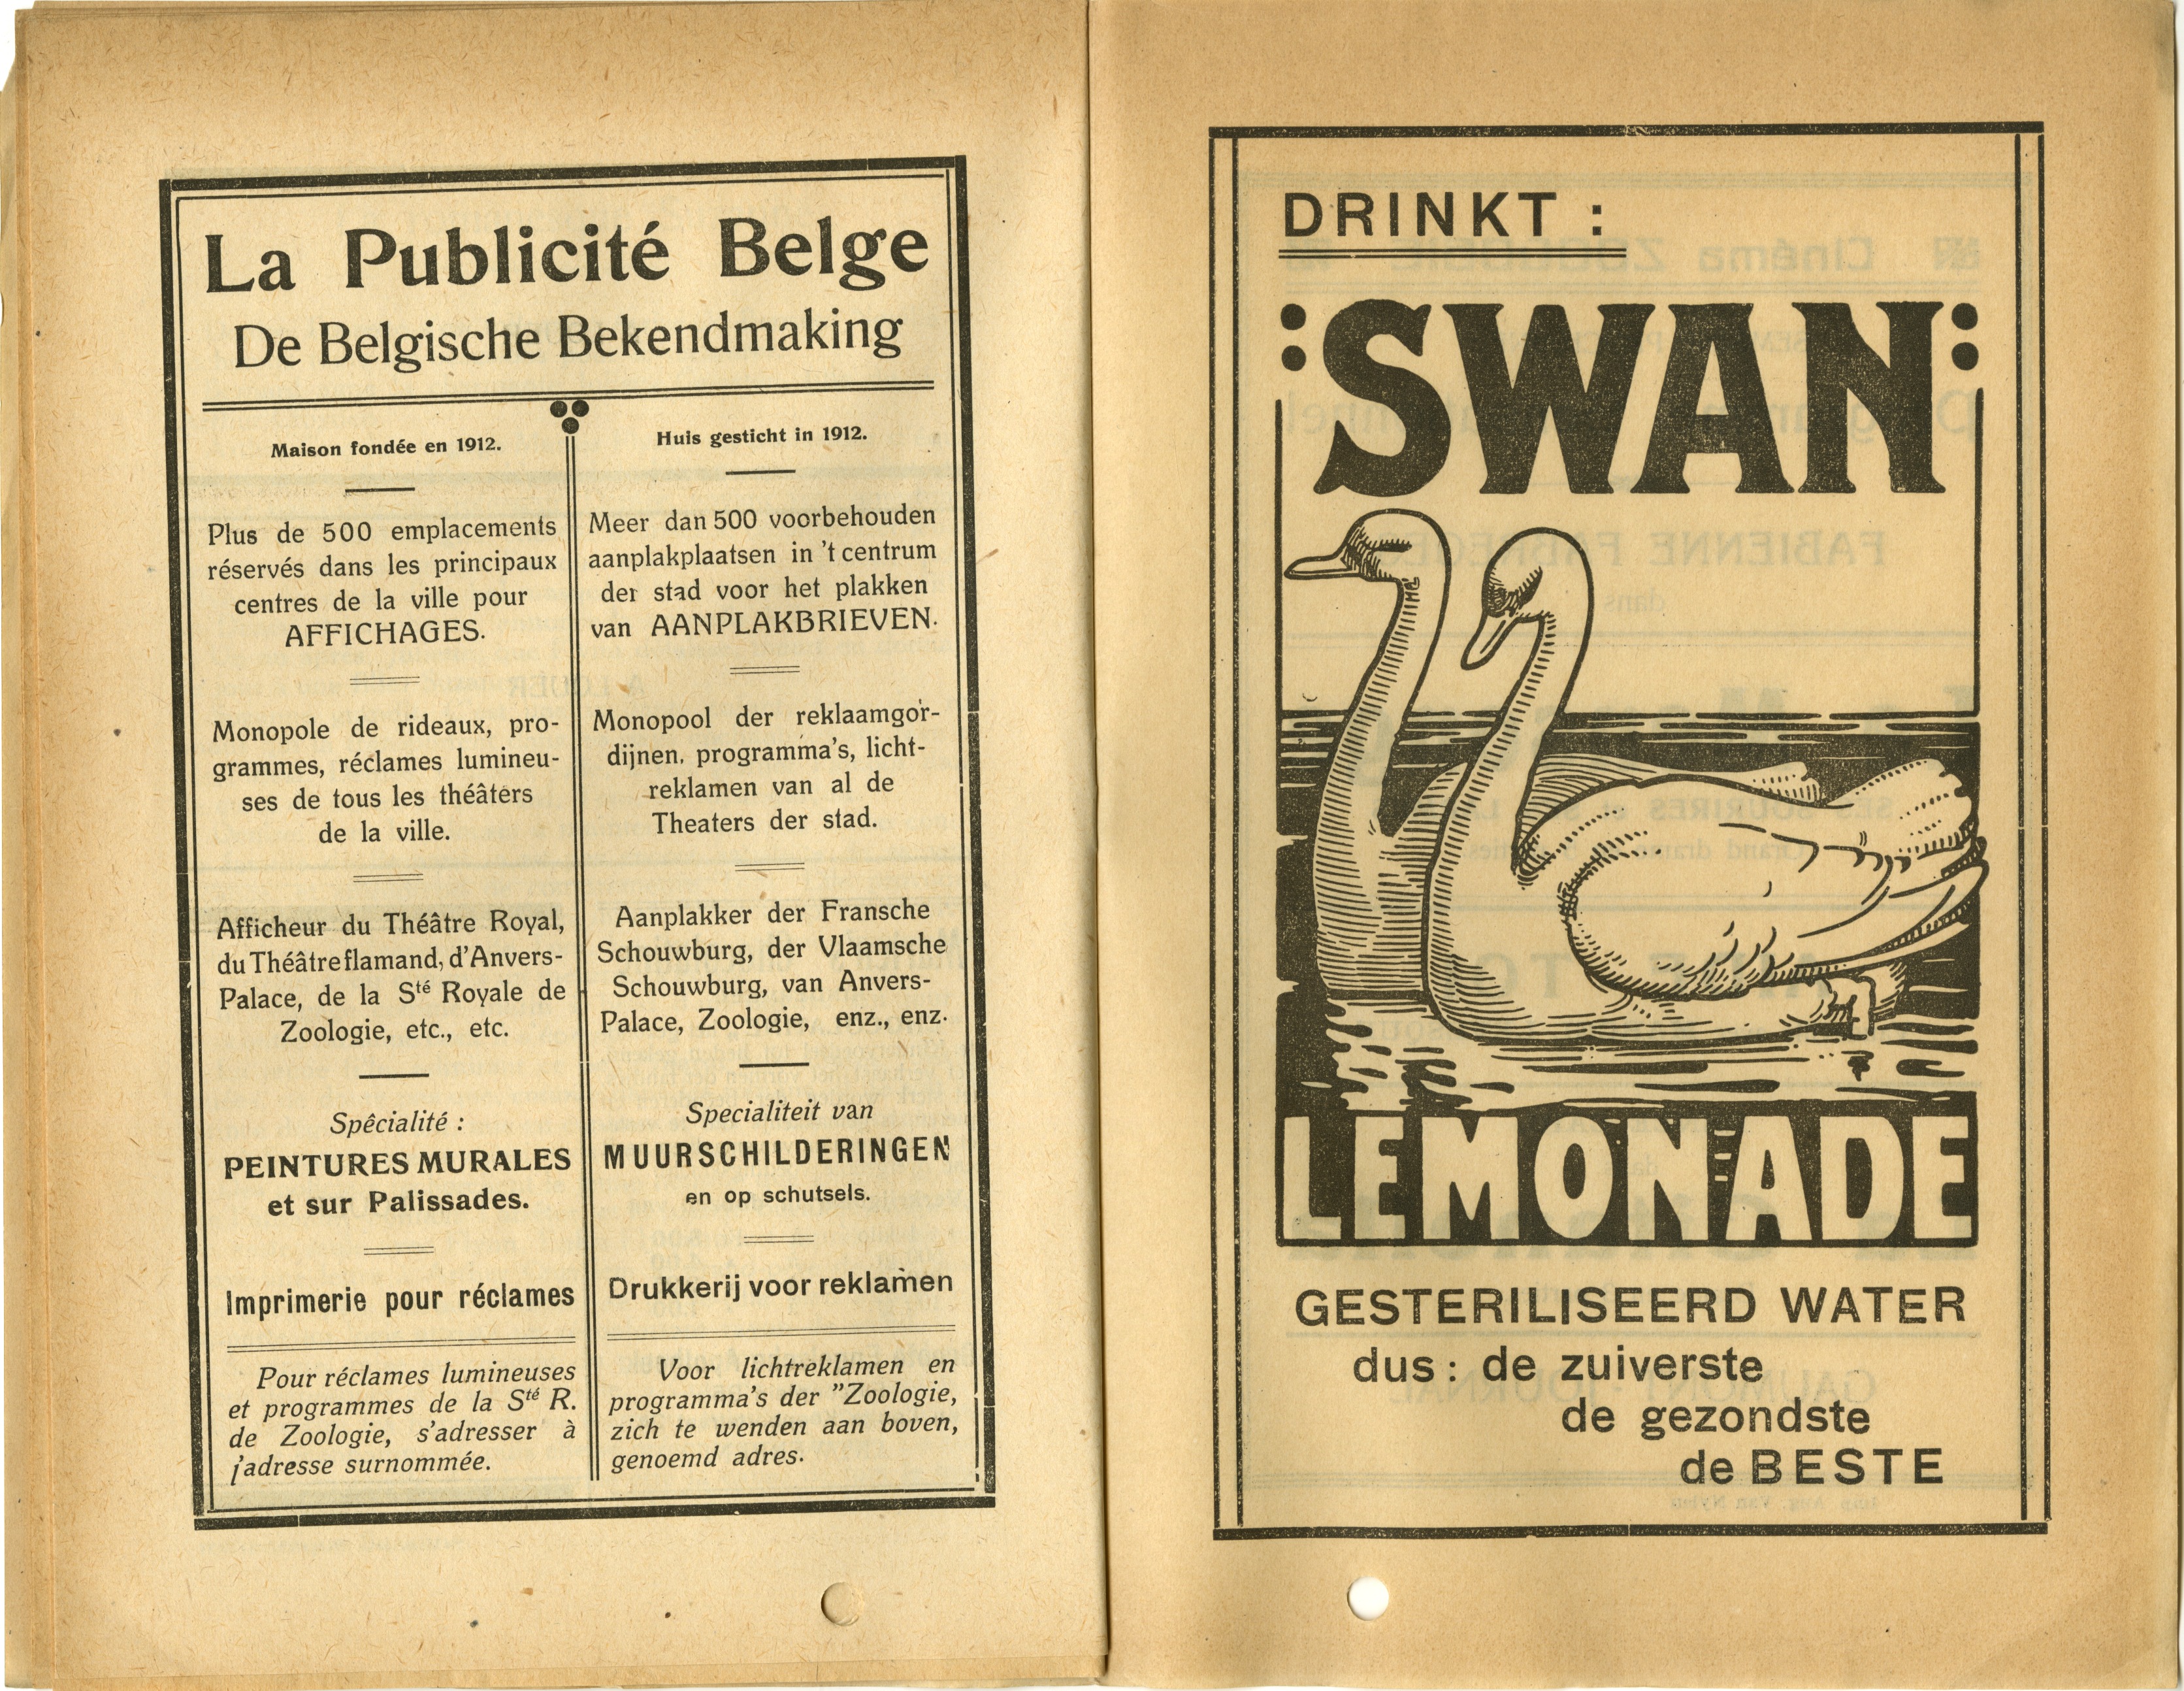 La Publicité Belge
De Belgische Bekendmaking
Maison fondée en 1912.
Plus de 500 emplacements
réservés dans les principaux
centres de la ville pour
AFFICHAGES.
Monopole de rideaux, pro-
grammes, réclames lumineu-
ses de tous les théâters
de la ville.
Afficheur du Théâtre Royal,
du Théâtre flamand, d'Anvers-
Palace, de la Sté Royale de
Zoologie, etc., etc.
Spêcialité :
PEINTURES MURALES
et sur Palissades.
Imprimerie pour réclames
Pour réclames lumineuses
et programmes de la Sté R.
de Zoologie, s'adresser à
j'adresse surnommée.
Huis gesticht in 1912.
Meer dan 500 voorbehouden
aanplakplaatsen in 't centrum
der stad voor het plakken
van AANPLAKBRIEVEN.
Monopool der reklaamgor-
dijnen, programma's, licht-
reklamen van al de
Theaters der stad.
Aanplakker der Fransche
Schouwburg, der Vlaamsche
Schouwburg, van Anvers-
Palace, Zoologie, enz., enz.
Specialiteit van
MUURSCHILDERINGEN
en op schutsels.
Drukkerij voor reklamen
Voor lichtreklamen en
programma's der "Zoologie,
zich te wenden aan boven,
genoemd adres.
DRINKT :
:SWAN:
LEMONADE
GESTERILISEERD WATER
dus : de zuiverste
de gezondste
de BESTE